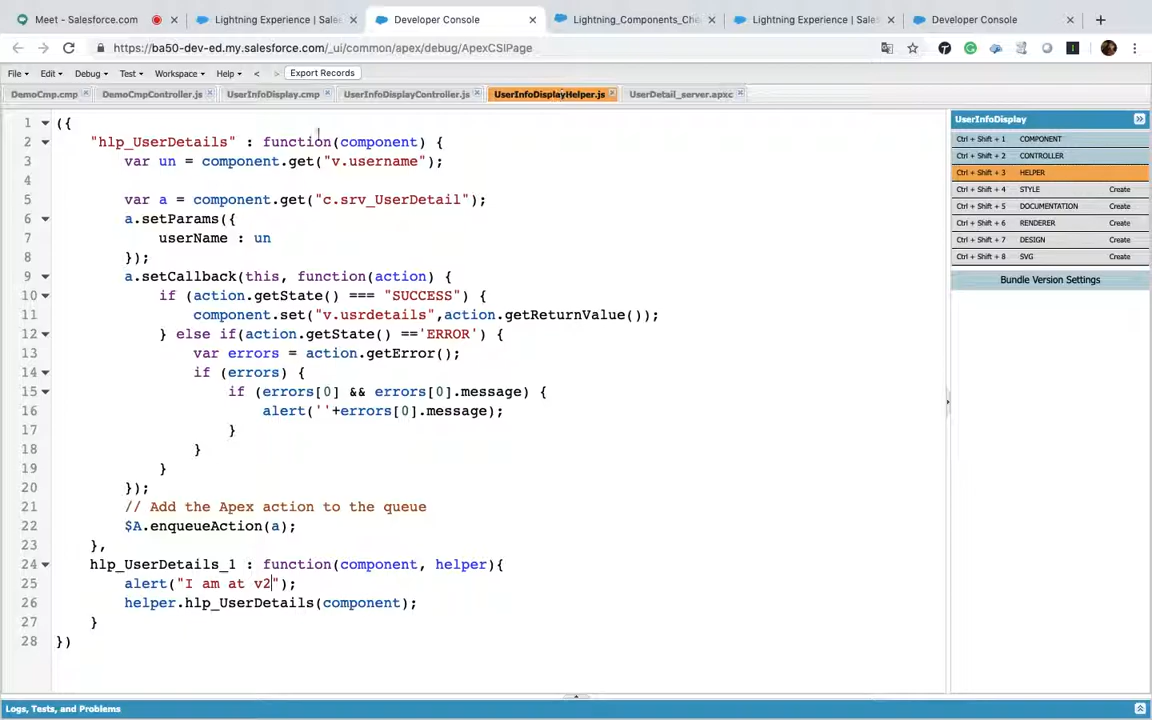 Meet - Salesforce.com
Lightning Experience | Sales
Developer Console
Lightning_Components_Che
Lightning Experience | Sales
Developer Console
https://ba50-dev-ed.my.salesforce.com/_ui/common/apex/debug/ApexCSIPage
File Edit Debug Test Workspace Help < > Export Records
DemoCmp.cmp DemoCmpController.js UserInfoDisplay.cmp UserInfoDisplayController.js UserInfoDisplayHelper.js UserDetail_server.apxc
1 ({
2 "hlp_UserDetails" : function(component) {
3 var un = component.get("v.username");
4
5 var a = component.get("c.srv_UserDetail");
6 a.setParams({
7 userName : un
8 });
9 a.setCallback(this, function(action) {
10 if (action.getState() === "SUCCESS") {
11 component.set("v.usrdetails",action.getReturnValue());
12 } else if(action.getState() =='ERROR') {
13 var errors = action.getError();
14 if (errors) {
15 if (errors[0] && errors[0].message) {
16 alert(''+errors[0].message);
17 }
18 }
19 }
20 });
21 // Add the Apex action to the queue
22 $A.enqueueAction(a);
23 },
24 hlp_UserDetails_1 : function(component, helper){
25 alert("I am at v2");
26 helper.hlp_UserDetails(component);
27 }
28 })
UserInfoDisplay
Ctrl + Shift + 1 COMPONENT
Ctrl + Shift + 2 CONTROLLER
Ctrl + Shift + 3 HELPER
Ctrl + Shift + 4 STYLE Create
Ctrl + Shift + 5 DOCUMENTATION Create
Ctrl + Shift + 6 RENDERER Create
Ctrl + Shift + 7 DESIGN Create
Ctrl + Shift + 8 SVG Create
Bundle Version Settings
Logs, Tests, and Problems